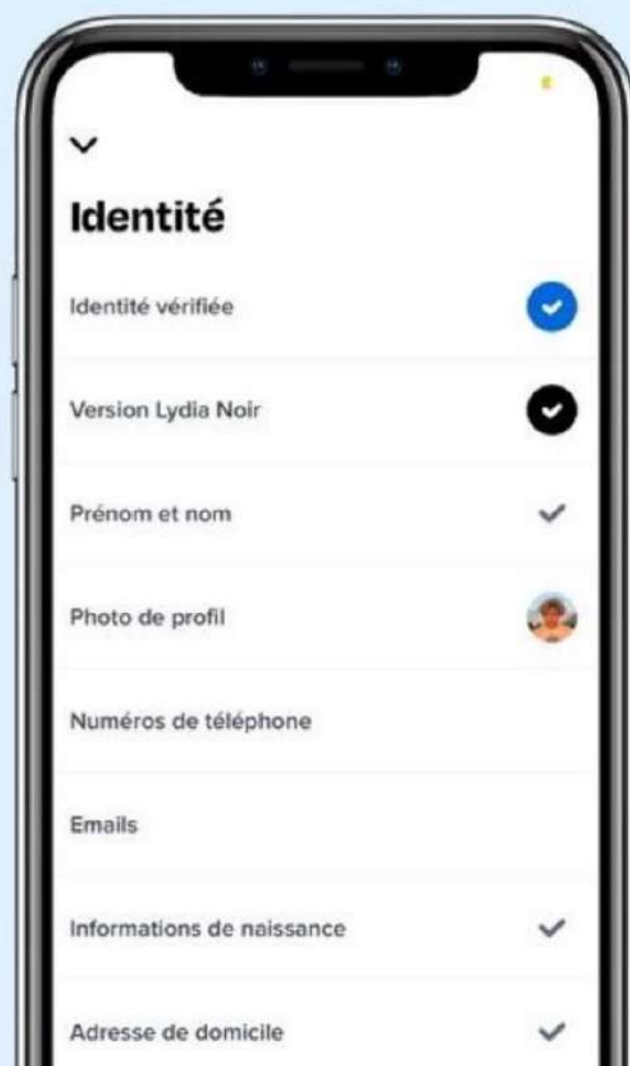 Identité
Identité vérifiée
Version Lydia Noir
Prénom et nom
Photo de profil
Numéros de téléphone
Emails
Informations de naissance
Adresse de domicile